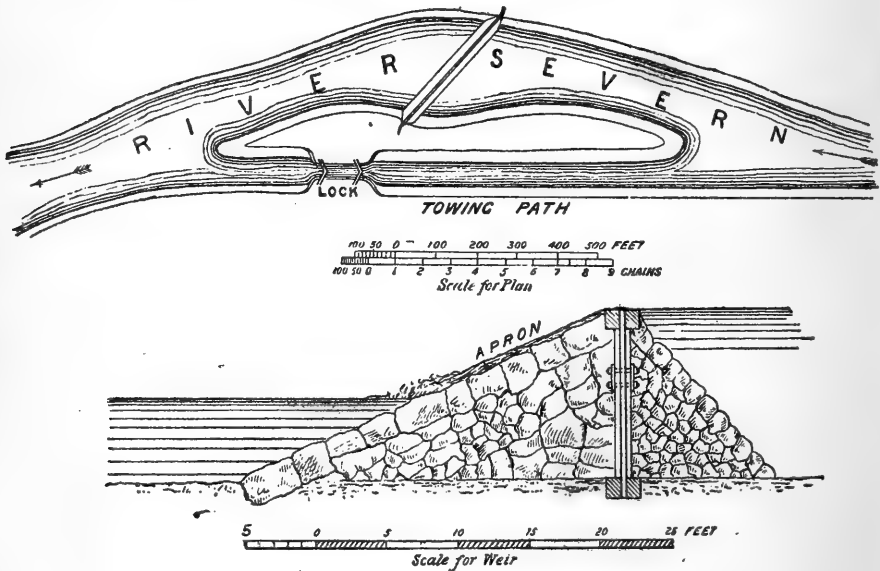 RIVER SEVERN
LOCK
TOWING PATH
100 50 0 100 200 300 400 500 FEET
100 50 0 1 2 3 4 5 6 7 8 9 CHAINS
Scale for Plan
APRON
5 0 5 10 15 20 25 FEET
Scale for Weir